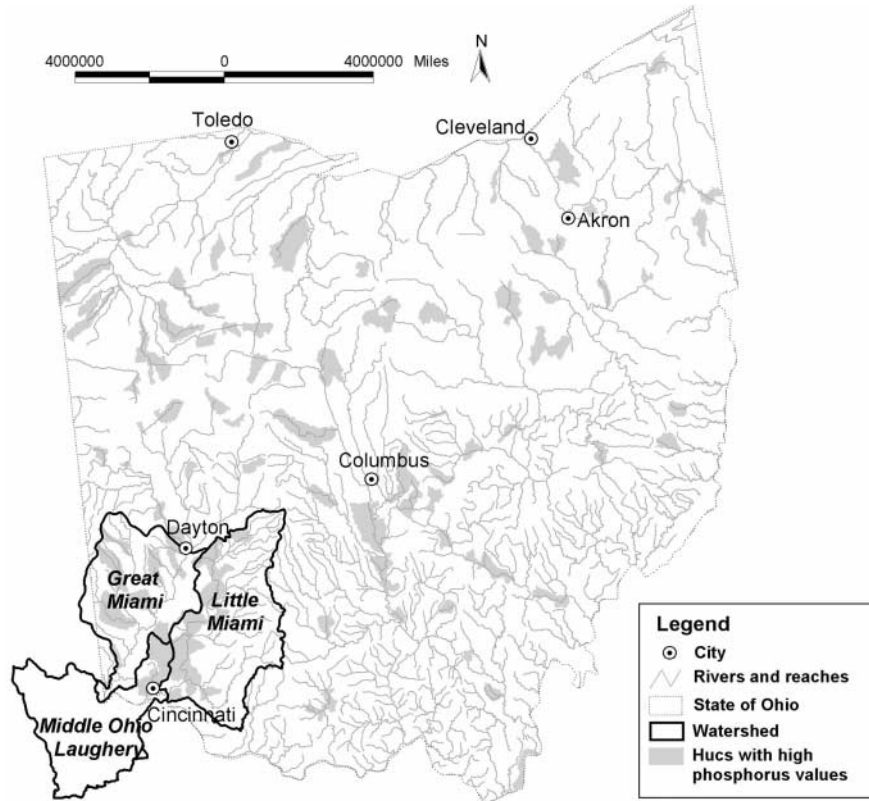 4000000 0 4000000 Miles
N
Toledo
Cleveland
Akron
Columbus
Dayton
Great
Miami
Little
Miami
Cincinnati
Middle Ohio
Laughery
Legend
City
Rivers and reaches
State of Ohio
Watershed
Hucs with high
phosphorus values